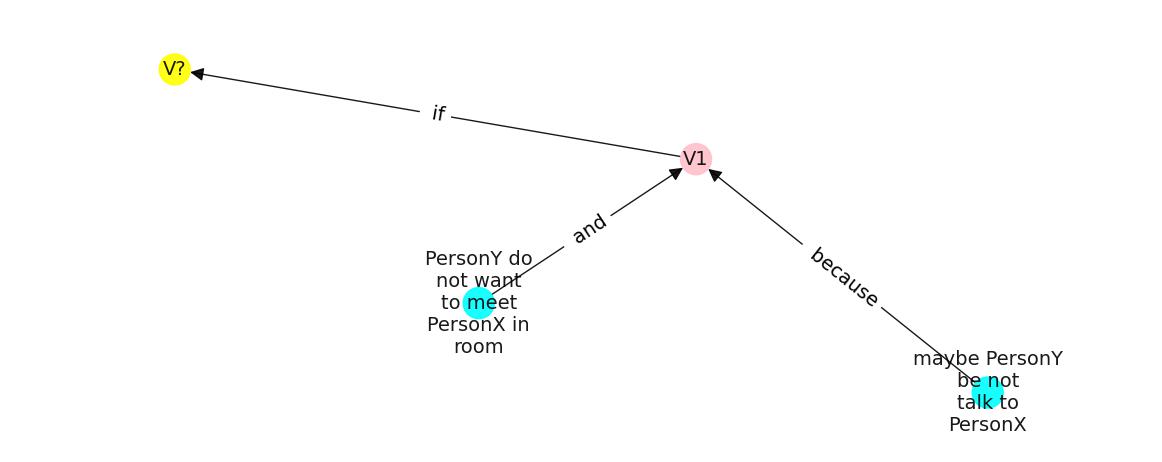 V?
if
V1
and
because
PersonY do
not want
to meet
PersonX in
room
maybe PersonY
be not
talk to
PersonX